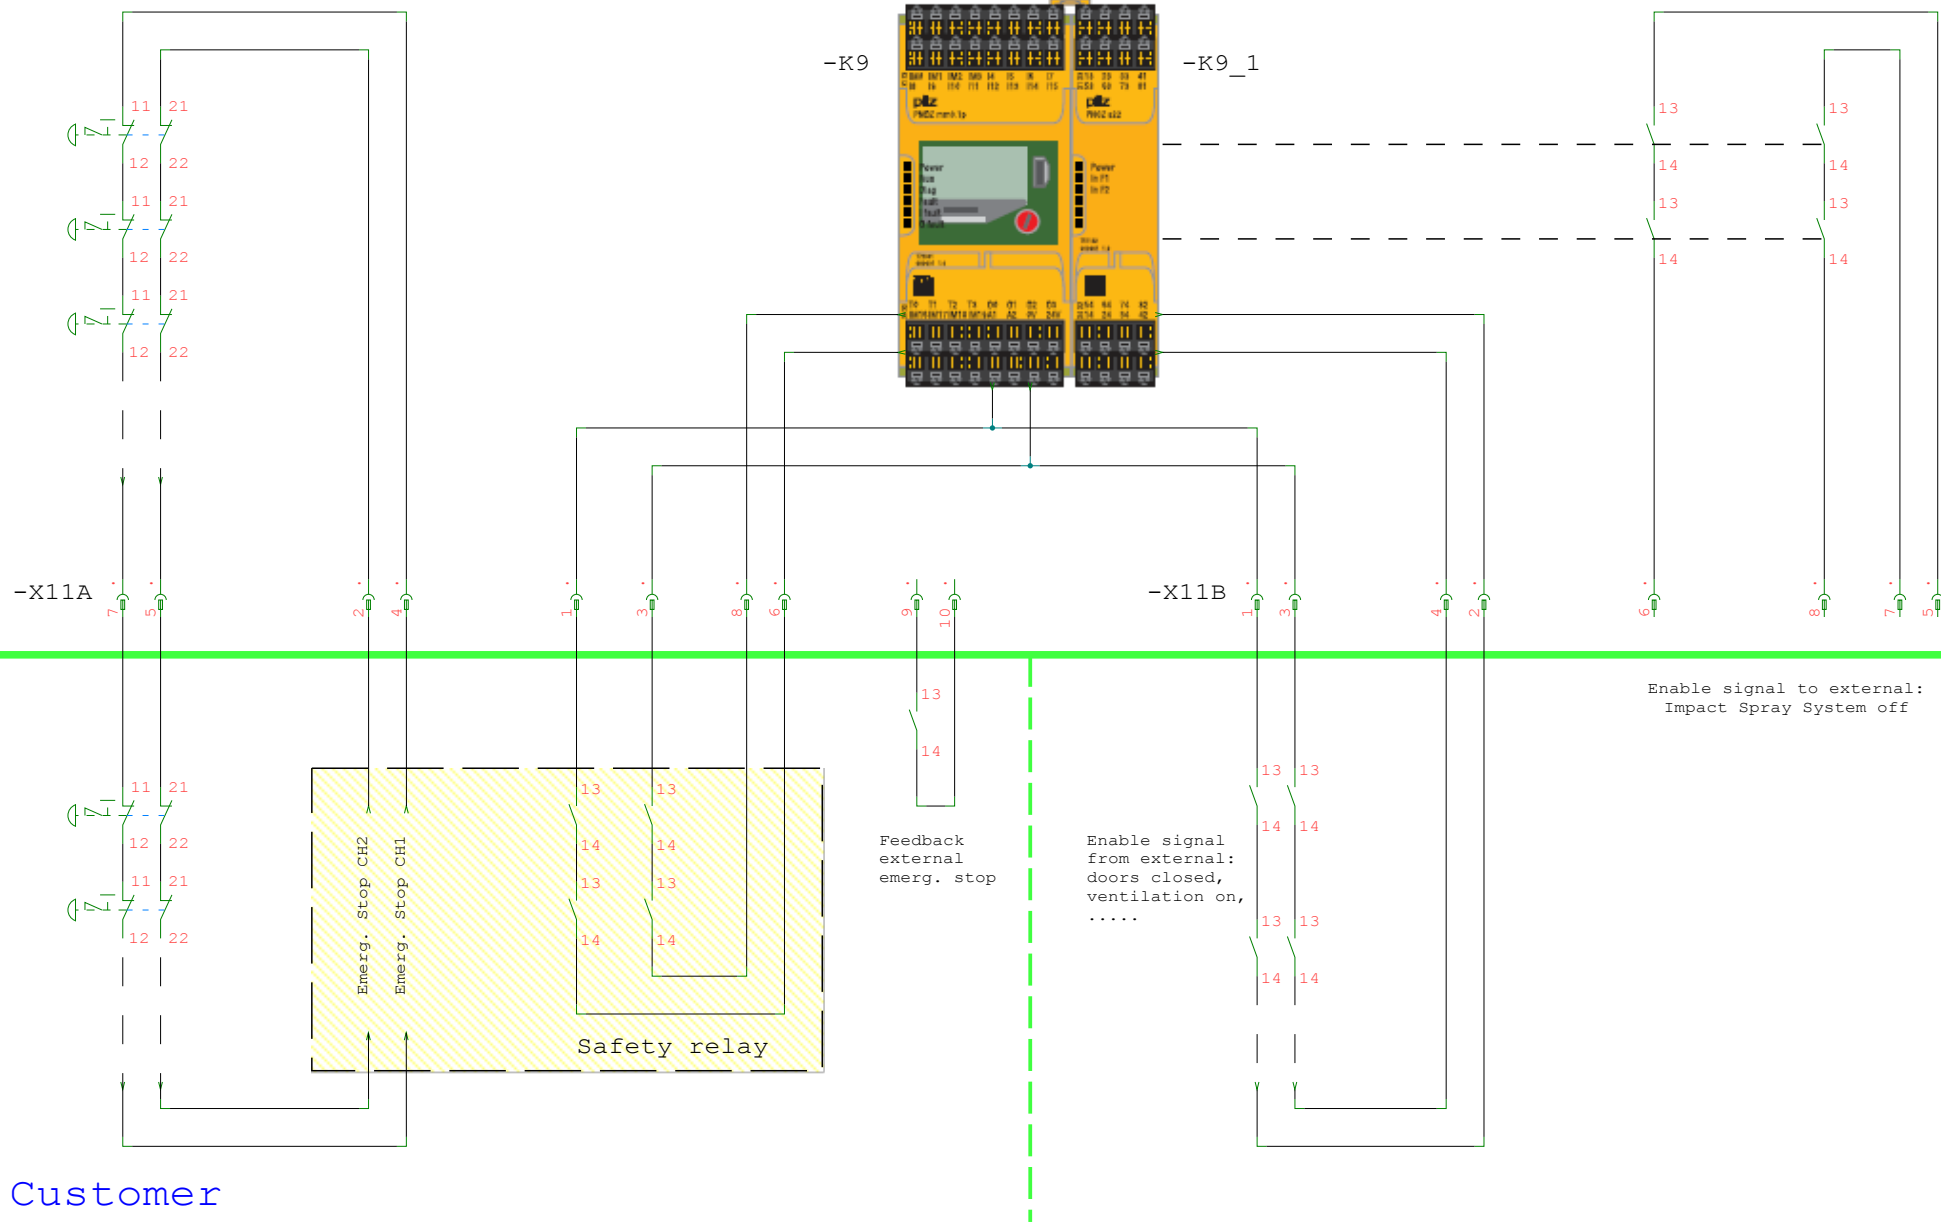 -K9
-K9_1
pilz
pilz
11 21
13
13
12 22
14
14
11 21
13
13
Power
Power
12 22
14
14
11 21
12 22
-X11A
7
5
2
4
1
3
8
6
9
10
-X11B
1
3
4
2
6
8
7
5
Enable signal to external:
Impact Spray System off
13
14
11 21
13
13
13 13
12 22
14
14
14 14
Emerg. Stop CH2
Emerg. Stop CH1
Feedback
external
emerg. stop
Enable signal
from external:
doors closed,
ventilation on,
.....
11 21
13
13
12 22
14
14
13 13
14 14
Safety relay
Customer